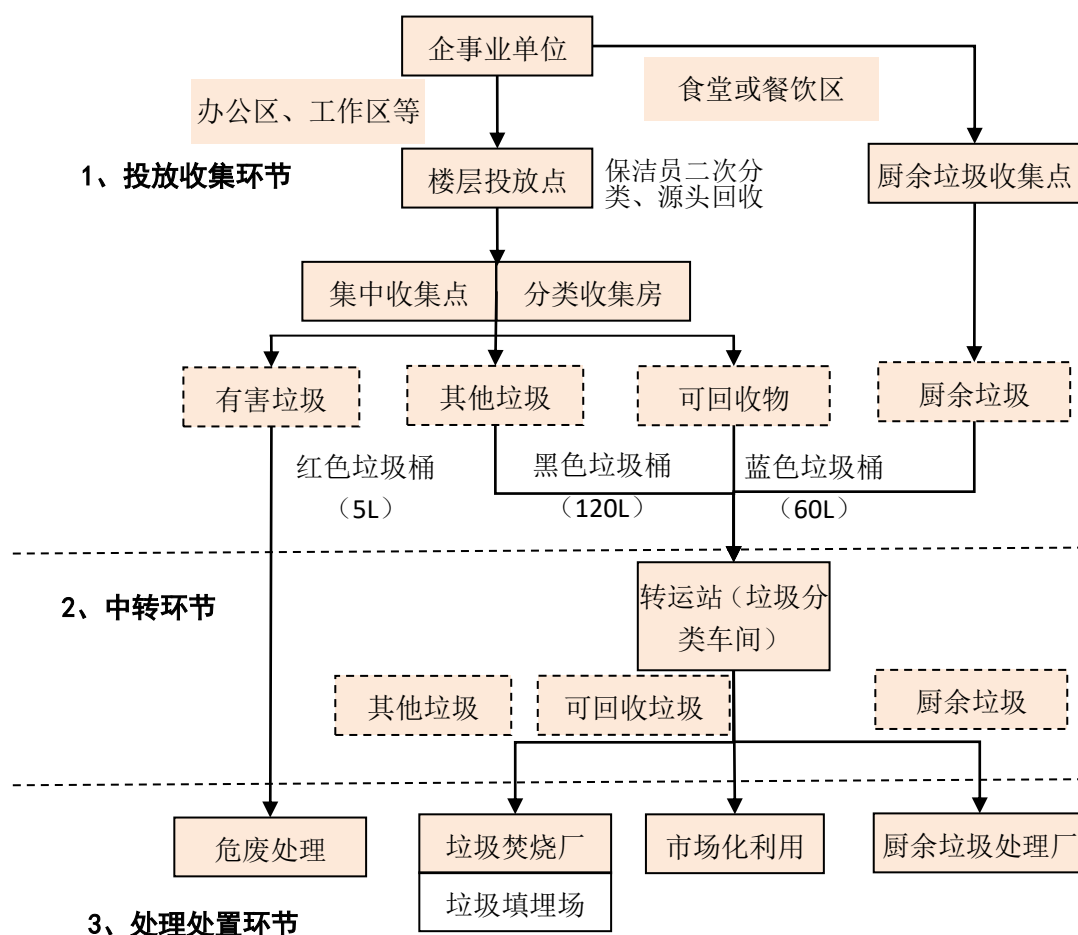 企事业单位
办公区、工作区等
食堂或餐饮区
1、投放收集环节
楼层投放点
保洁员二次分
类、源头回收
厨余垃圾收集点
集中收集点
分类收集房
有害垃圾
其他垃圾
可回收物
厨余垃圾
红色垃圾桶
（5L）
黑色垃圾桶
（120L）
蓝色垃圾桶
（60L）
2、中转环节
转运站（垃圾分
类车间）
其他垃圾
可回收垃圾
厨余垃圾
危废处理
垃圾焚烧厂
市场化利用
厨余垃圾处理厂
垃圾填埋场
3、处理处置环节